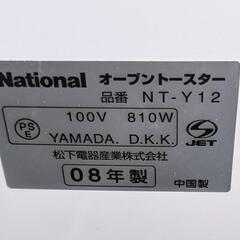 National オーブントースター
品番 NT-Y12
PS E 100V 810W
YAMADA. D.K.K. S JET
松下電器産業株式会社
08年製 中国製